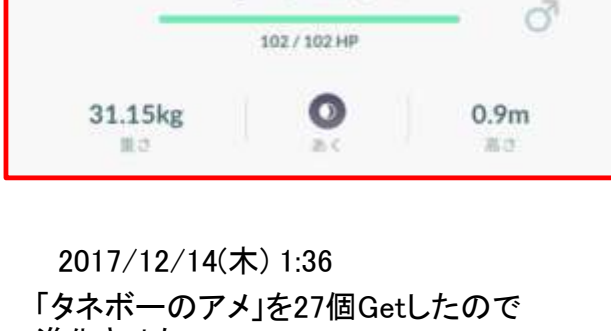 102 / 102 HP
31.15kg
0.9m
重さ
あく
高さ
2017/12/14(木) 1:36
「タネボーのアメ」を27個Getしたので